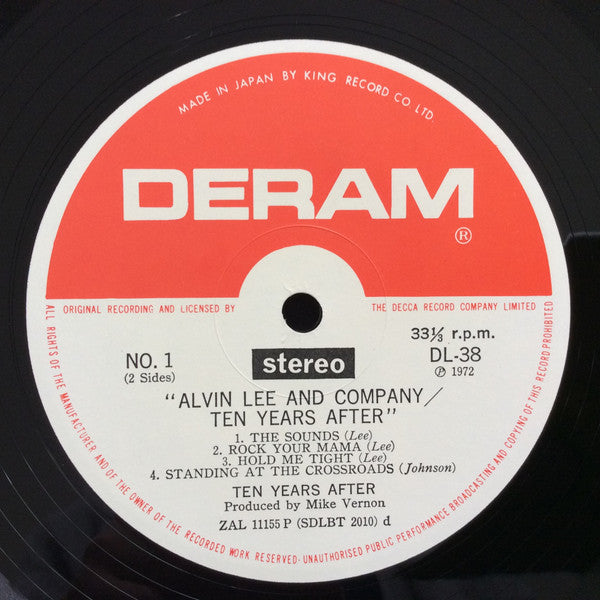 MADE IN JAPAN BY KING RECORD CO. LTD.
DERAM
®
ORIGINAL RECORDING AND LICENSED BY THE DECCA RECORD COMPANY LIMITED
NO. 1
(2 Sides)
stereo
33⅓ r.p.m.
DL-38
℗ 1972
"ALVIN LEE AND COMPANY/
TEN YEARS AFTER"
1. THE SOUNDS (Lee)
2. ROCK YOUR MAMA (Lee)
3. HOLD ME TIGHT (Lee)
4. STANDING AT THE CROSSROADS (Johnson)
TEN YEARS AFTER
Produced by Mike Vernon
ZAL 11155 P (SDLBT 2010) d
ALL RIGHTS OF THE MANUFACTURER AND OF THE OWNER OF THE RECORDED WORK RESERVED·UNAUTHORISED PUBLIC PERFORMANCE BROADCASTING AND COPYING OF THIS RECORD PROHIBITED